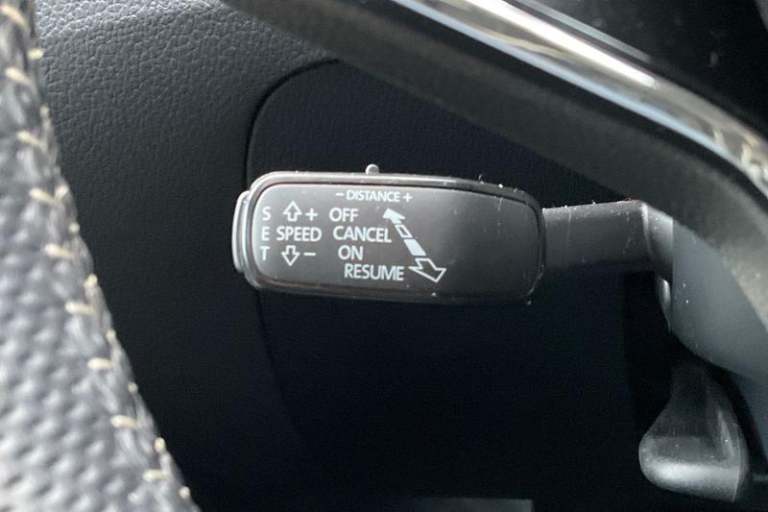 − DISTANCE +
S + OFF
E SPEED CANCEL
T − ON
RESUME